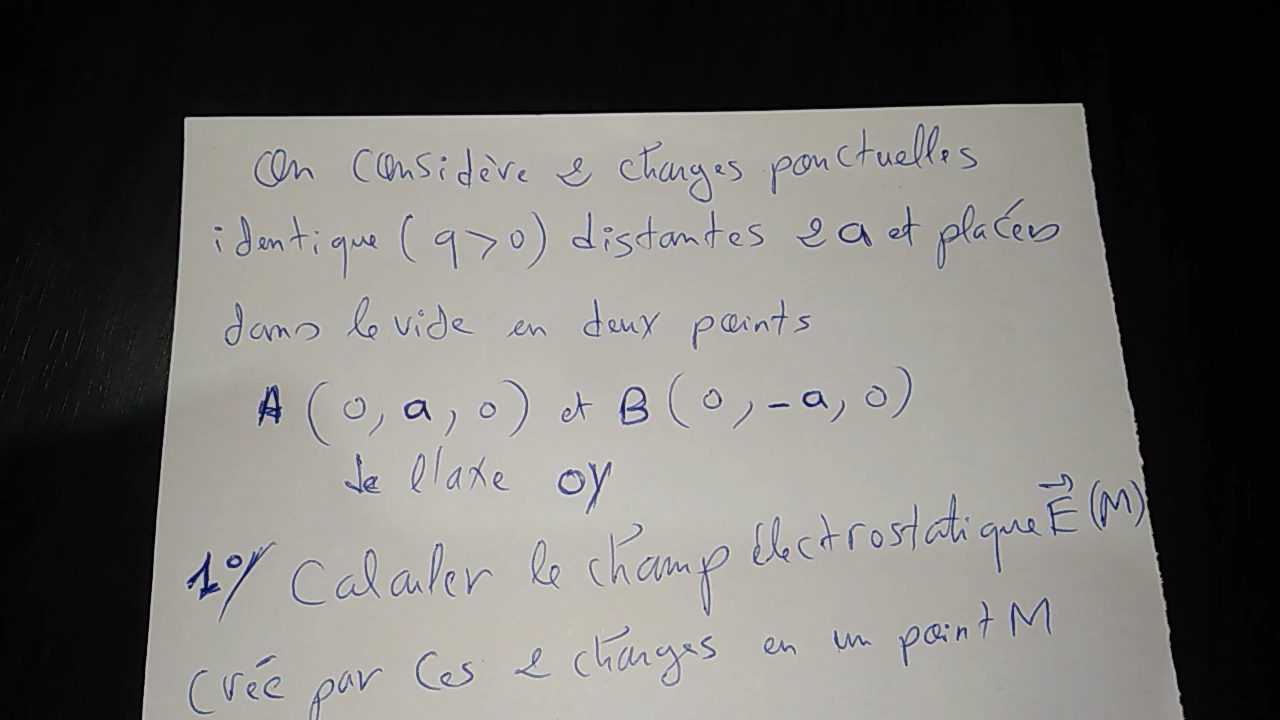 On considère 2 charges ponctuelles
identique (q>0) distantes 2a et placées
dans le vide en deux points
A (0, a, 0) et B (0, -a, 0)
de l'axe oy
1°/ Calculer le champ électrostatique E⃗(M)
créé par ces 2 charges en un point M